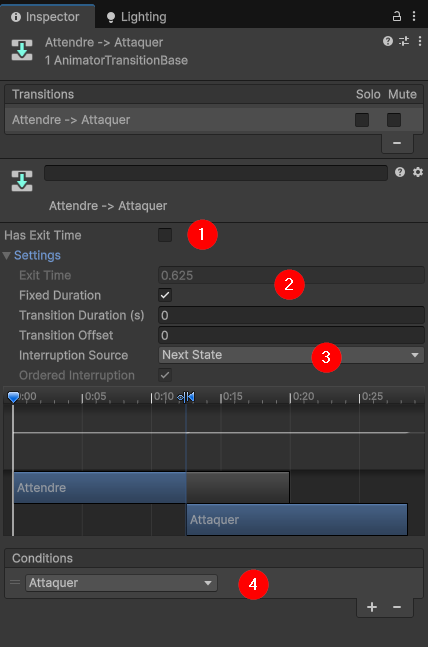 Inspector Lighting
Attendre -> Attaquer
1 AnimatorTransitionBase
Transitions Solo Mute
Attendre -> Attaquer
Attendre -> Attaquer
Has Exit Time 1
Settings
Exit Time 0.625 2
Fixed Duration
Transition Duration (s) 0
Transition Offset 0
Interruption Source Next State 3
Ordered Interruption
0:00 0:05 0:10 0:15 0:20 0:25
Attendre
Attaquer
Conditions
Attaquer 4